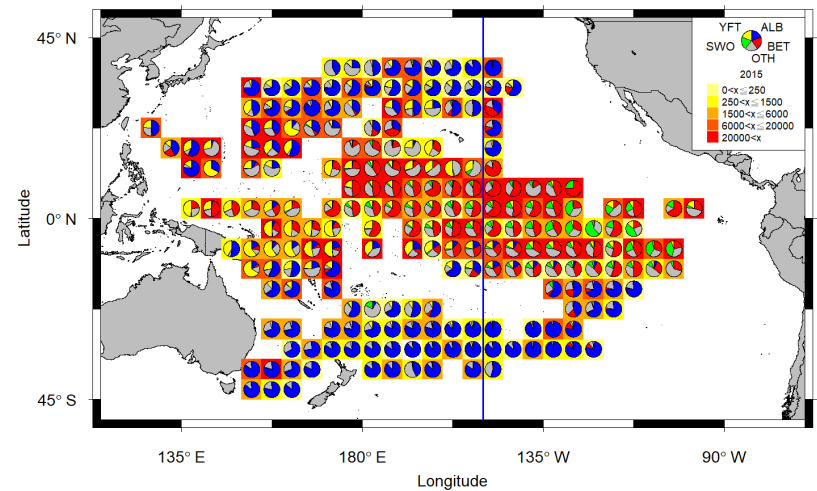 45° N
0° N
45° S
Latitude
135° E
180° E
135° W
90° W
Longitude
YFT
ALB
SWO
BET
OTH
2015
0<x≦250
250<x≦1500
1500<x≦6000
6000<x≦20000
20000<x